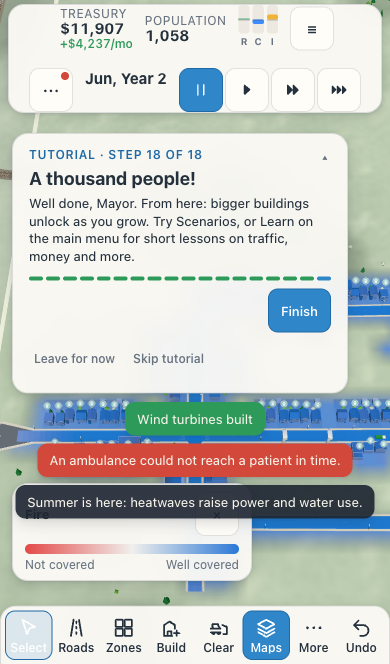 TREASURY
$11,907
+$4,237/mo
POPULATION
1,058
R C I
Jun, Year 2
TUTORIAL · STEP 18 OF 18
A thousand people!
Well done, Mayor. From here: bigger buildings
unlock as you grow. Try Scenarios, or Learn on
the main menu for short lessons on traffic,
money and more.
Finish
Leave for now
Skip tutorial
Wind turbines built
An ambulance could not reach a patient in time.
Summer is here: heatwaves raise power and water use.
Fire
Not covered
Well covered
Select
Roads
Zones
Build
Clear
Maps
More
Undo